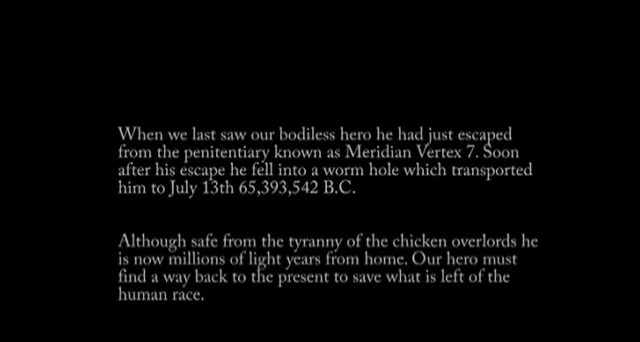 When we last saw our bodiless hero he had just escaped
from the penitentiary known as Meridian Vertex 7. Soon
after his escape he fell into a worm hole which transported
him to July 13th 65,393,542 B.C.
Although safe from the tyranny of the chicken overlords he
is now millions of light years from home. Our hero must
find a way back to the present to save what is left of the
human race.